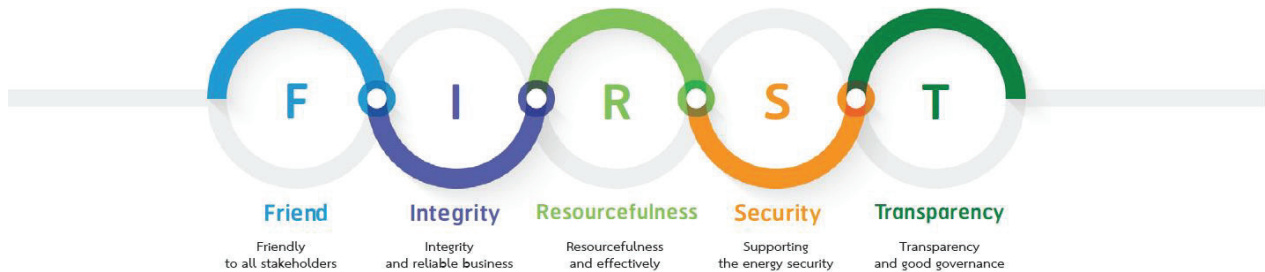 F I R S T
Friend Integrity Resourcefulness Security Transparency
Friendly
to all stakeholders
Integrity
and reliable business
Resourcefulness
and effectively
Supporting
the energy security
Transparency
and good governance